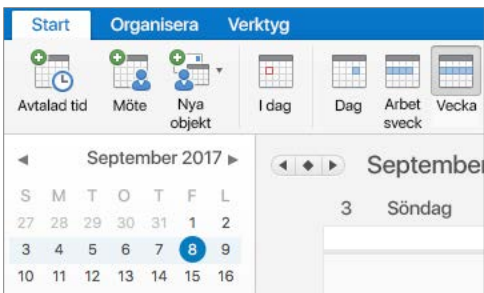 Start Organisera Verktyg
Avtalad tid Möte Nya objekt I dag Dag Arbet sveck Vecka
September 2017 September
S M T O T F L 3 Söndag
27 28 29 30 31 1 2
3 4 5 6 7 8 9
10 11 12 13 14 15 16